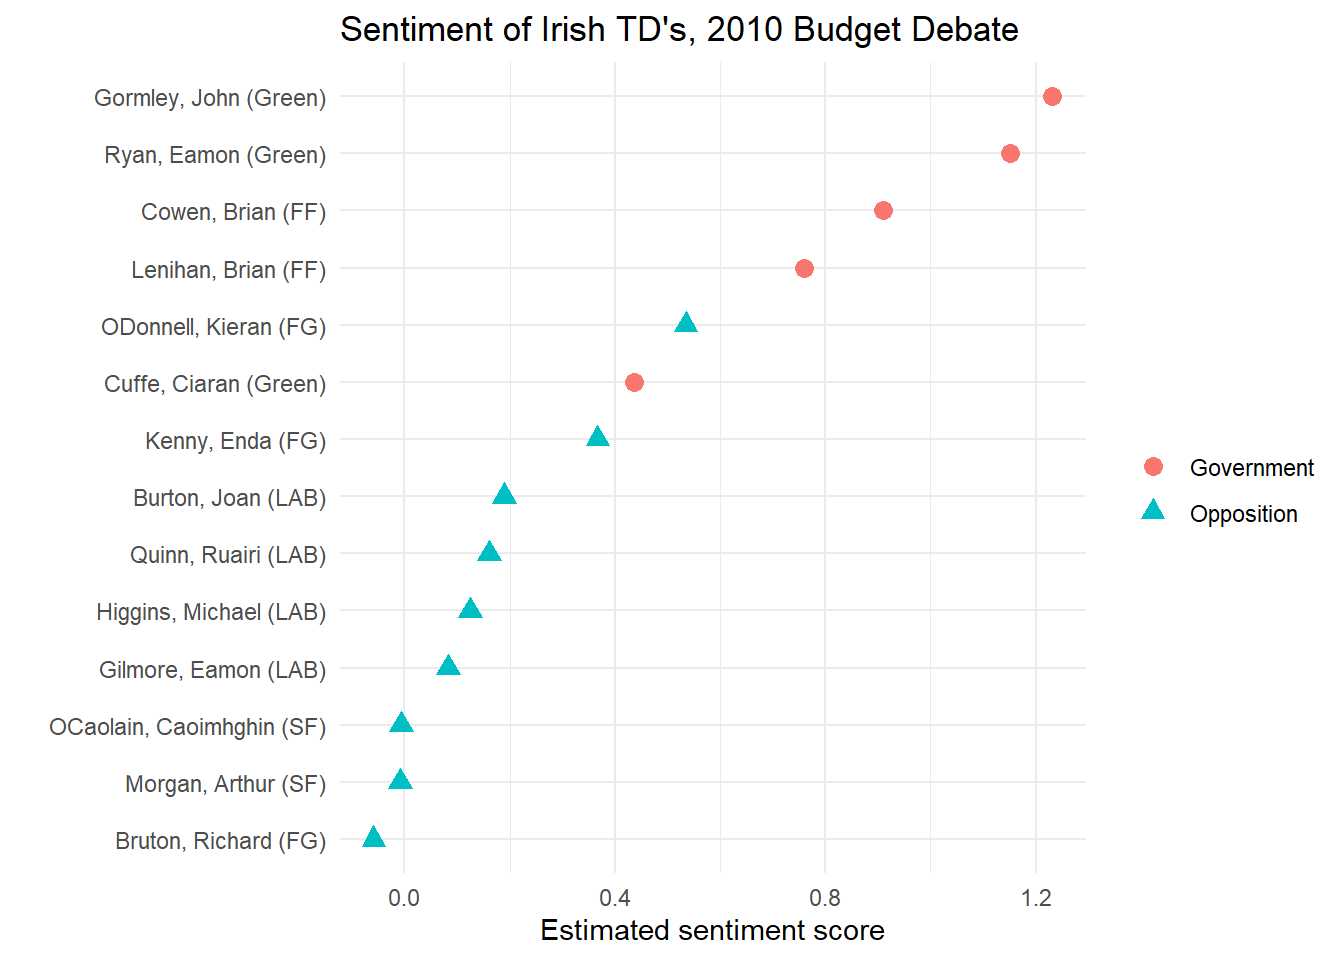 Sentiment of Irish TD's, 2010 Budget Debate
Gormley, John (Green)
Ryan, Eamon (Green)
Cowen, Brian (FF)
Lenihan, Brian (FF)
ODonnell, Kieran (FG)
Cuffe, Ciaran (Green)
Kenny, Enda (FG)
Burton, Joan (LAB)
Quinn, Ruairi (LAB)
Higgins, Michael (LAB)
Gilmore, Eamon (LAB)
OCaolain, Caoimhghin (SF)
Morgan, Arthur (SF)
Bruton, Richard (FG)
0.0 0.4 0.8 1.2
Estimated sentiment score
Government
Opposition